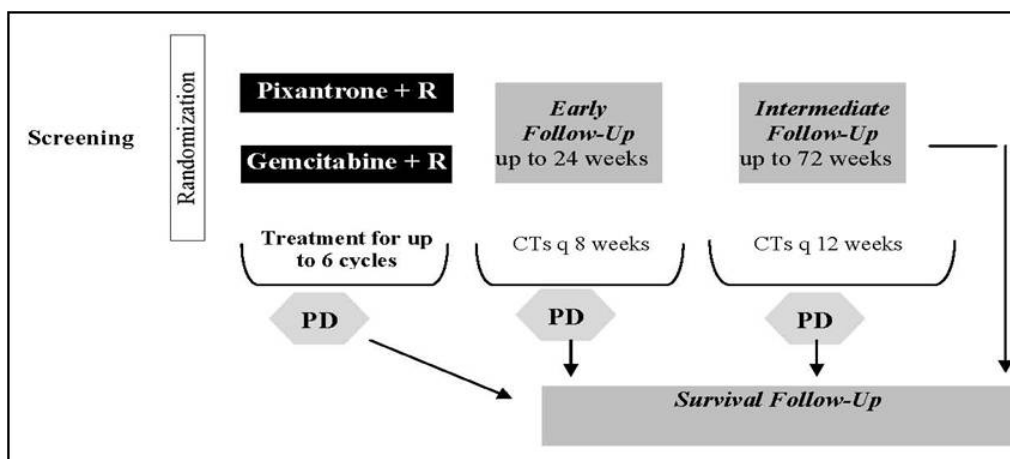 Screening
Randomization
Pixantrone + R
Gemcitabine + R
Treatment for up
to 6 cycles
PD
Early
Follow-Up
up to 24 weeks
CTs q 8 weeks
PD
Intermediate
Follow-Up
up to 72 weeks
CTs q 12 weeks
PD
Survival Follow-Up